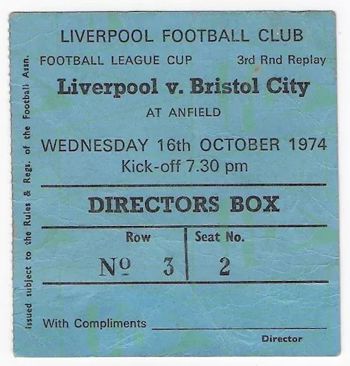 LIVERPOOL FOOTBALL CLUB
FOOTBALL LEAGUE CUP 3rd Rnd Replay
Liverpool v. Bristol City
AT ANFIELD
WEDNESDAY 16th OCTOBER 1974
Kick-off 7.30 pm
DIRECTORS BOX
Row Seat No.
No 3 2
With Compliments
Director
Issued subject to the Rules & Regs. of the Football Assn.